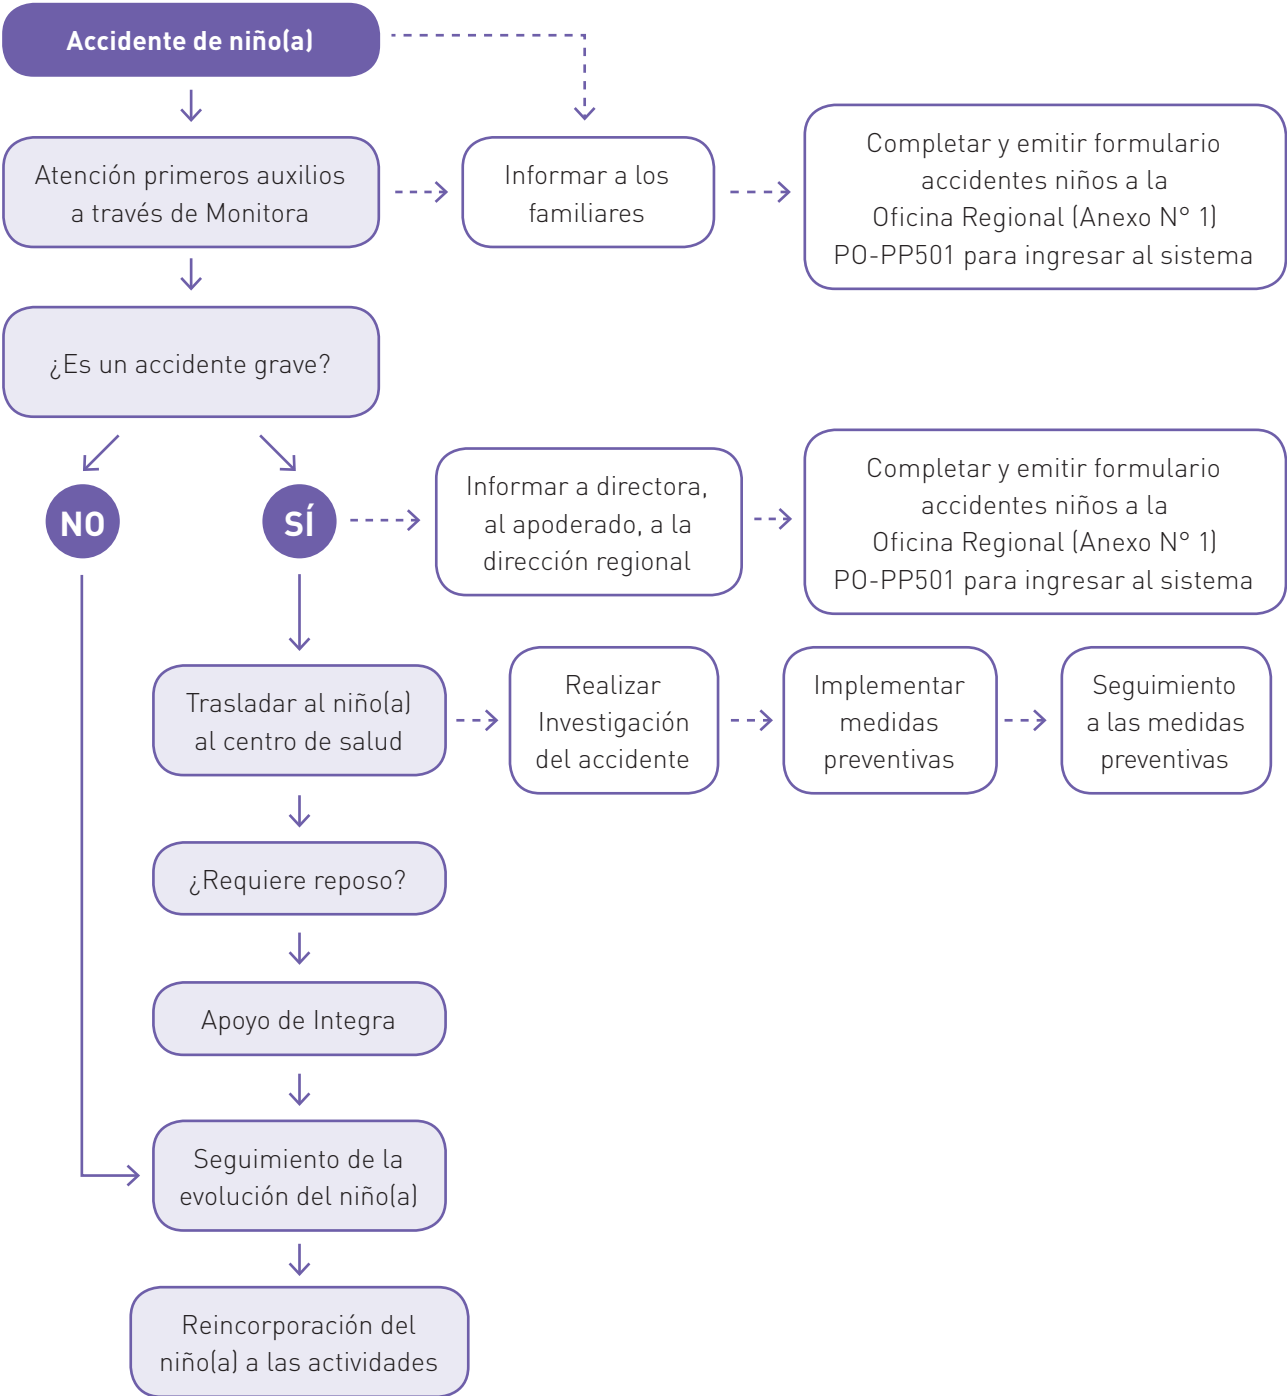 Accidente de niño(a)
Atención primeros auxilios
a través de Monitora
Informar a los
familiares
Completar y emitir formulario
accidentes niños a la
Oficina Regional (Anexo N° 1)
PO-PP501 para ingresar al sistema
¿Es un accidente grave?
NO
SÍ
Informar a directora,
al apoderado, a la
dirección regional
Completar y emitir formulario
accidentes niños a la
Oficina Regional (Anexo N° 1)
PO-PP501 para ingresar al sistema
Trasladar al niño(a)
al centro de salud
Realizar
Investigación
del accidente
Implementar
medidas
preventivas
Seguimiento
a las medidas
preventivas
¿Requiere reposo?
Apoyo de Integra
Seguimiento de la
evolución del niño(a)
Reincorporación del
niño(a) a las actividades